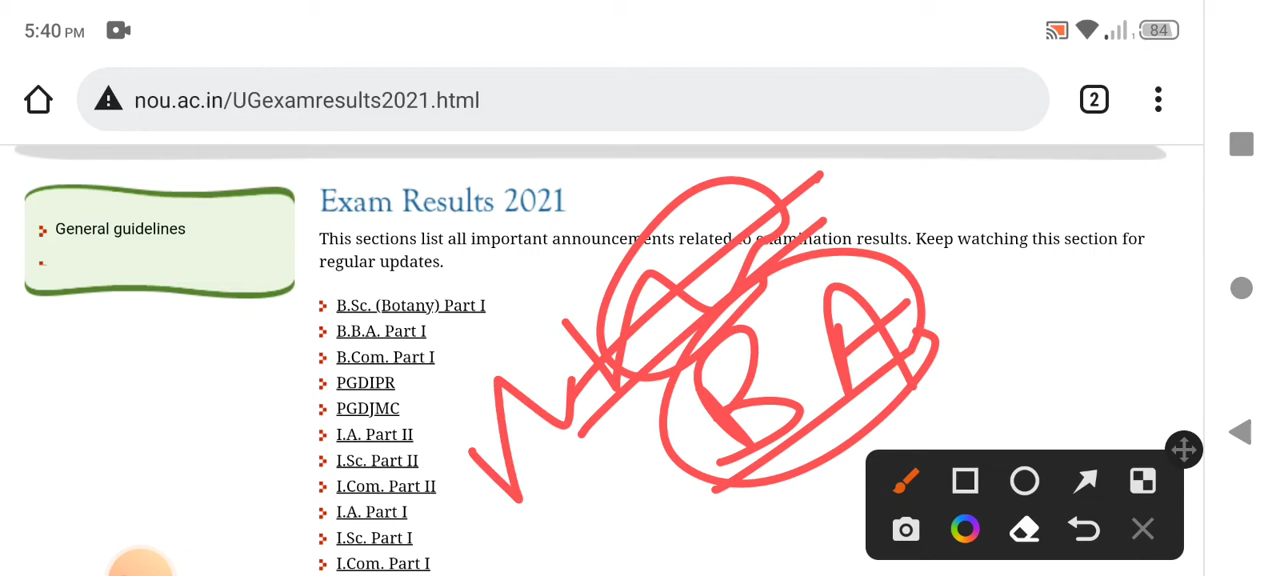 5:40 PM
84
nou.ac.in/UGexamresults2021.html
2
General guidelines
Exam Results 2021
This sections list all important announcements related to examination results. Keep watching this section for
regular updates.
B.Sc. (Botany) Part I
B.B.A. Part I
B.Com. Part I
PGDIPR
PGDJMC
I.A. Part II
I.Sc. Part II
I.Com. Part II
I.A. Part I
I.Sc. Part I
I.Com. Part I
BA